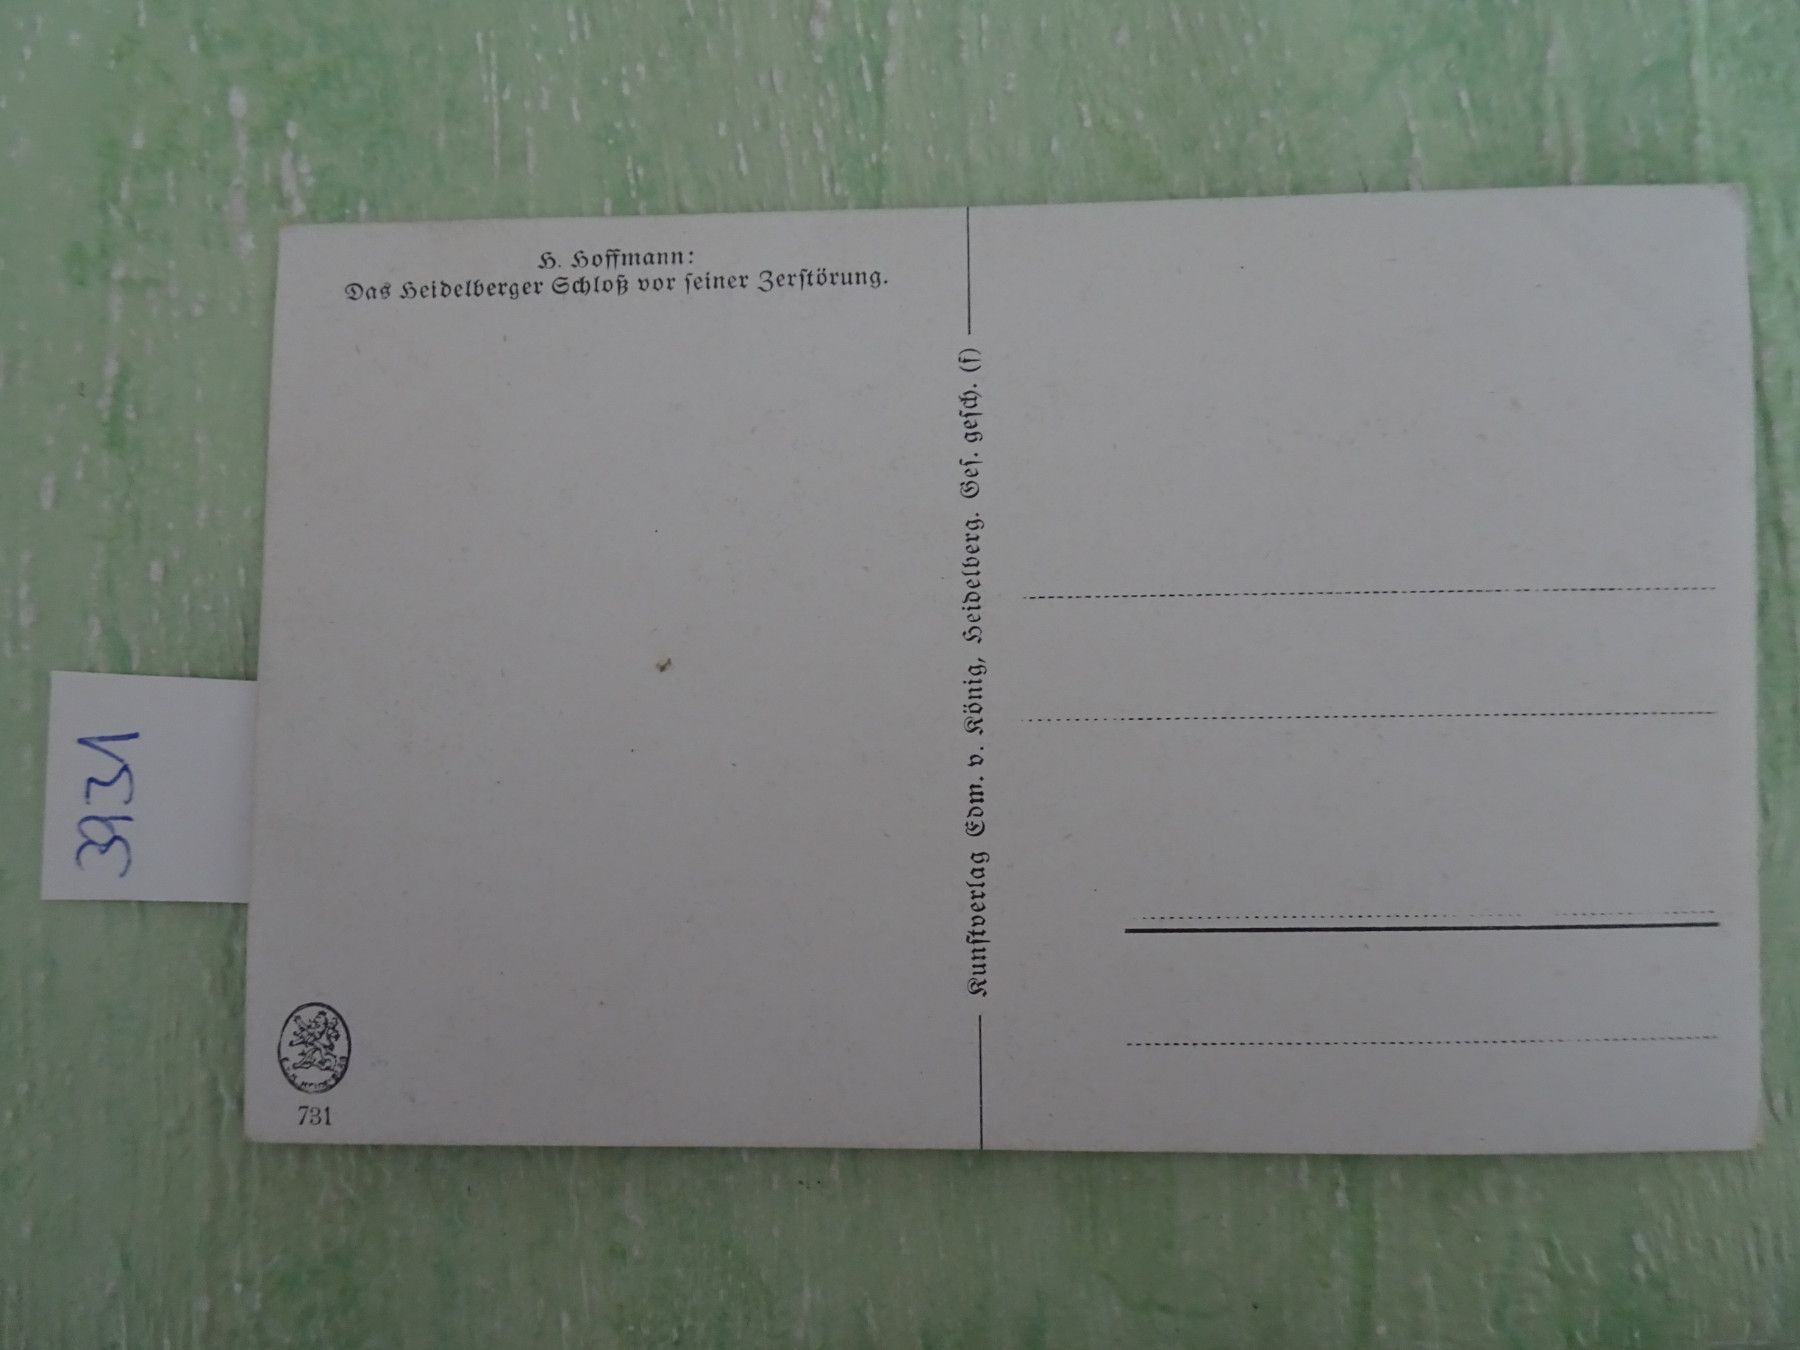 H. Hoffmann:
Das Heidelberger Schloß vor ſeiner Zerſtörung.
Kunſtverlag Edm. v. König, Heidelberg. Geſ. geſch. (f)
731
3931